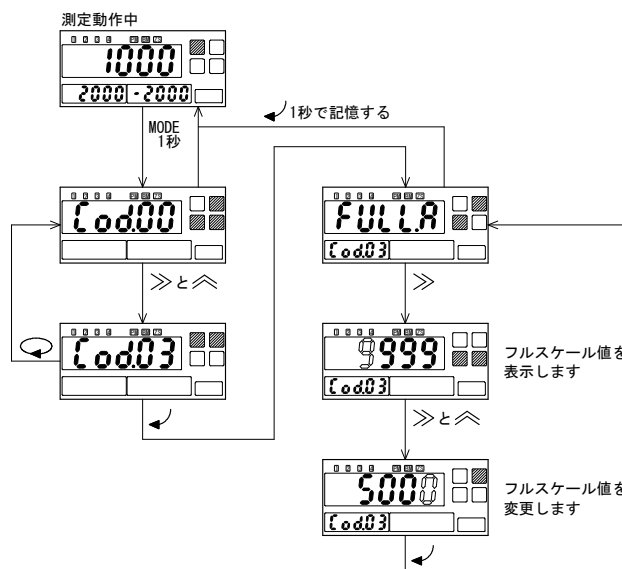 測定動作中
1000
2000 -2000
MODE
1秒
1秒で記憶する
Cod.00
≫と︽
Cod.03
FULL.A
Cod.03
≫
9999
Cod.03
フルスケール値を
表示します
≫と︽
5000
Cod.03
フルスケール値を
変更します